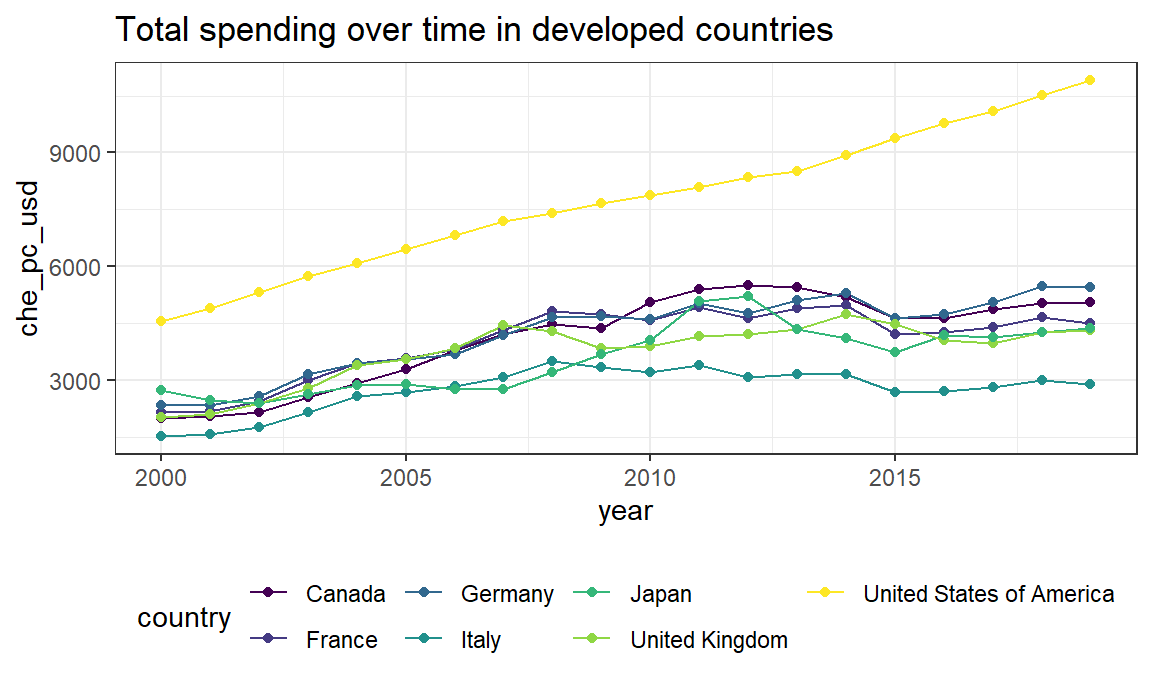 Total spending over time in developed countries
che_pc_usd
9000
6000
3000
2000 2005 2010 2015
year
country
Canada Germany Japan United States of America
France Italy United Kingdom